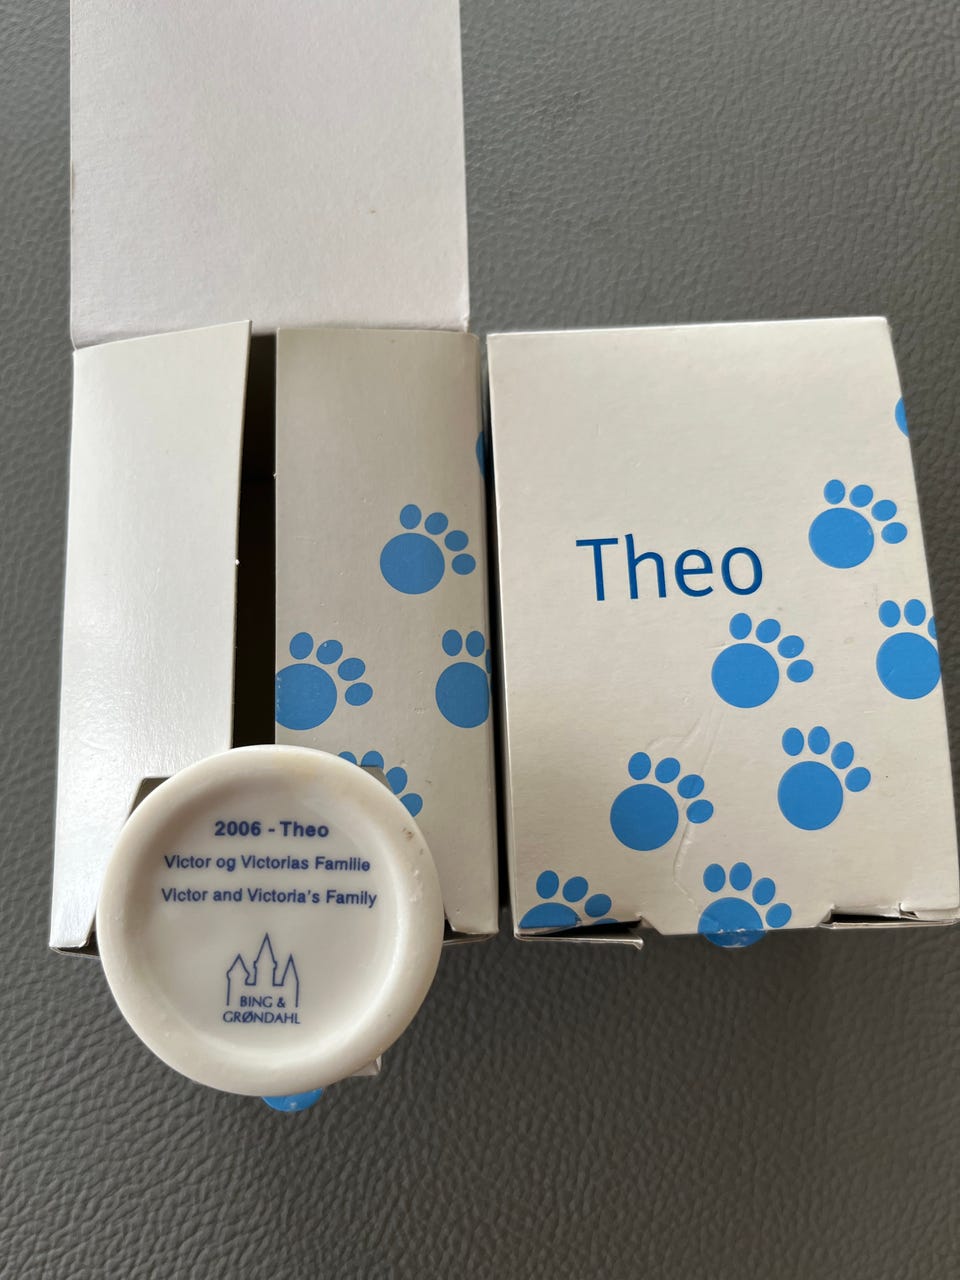 Theo
2006 - Theo
Victor og Victorias Familie
Victor and Victoria's Family
BING &
GRØNDAHL